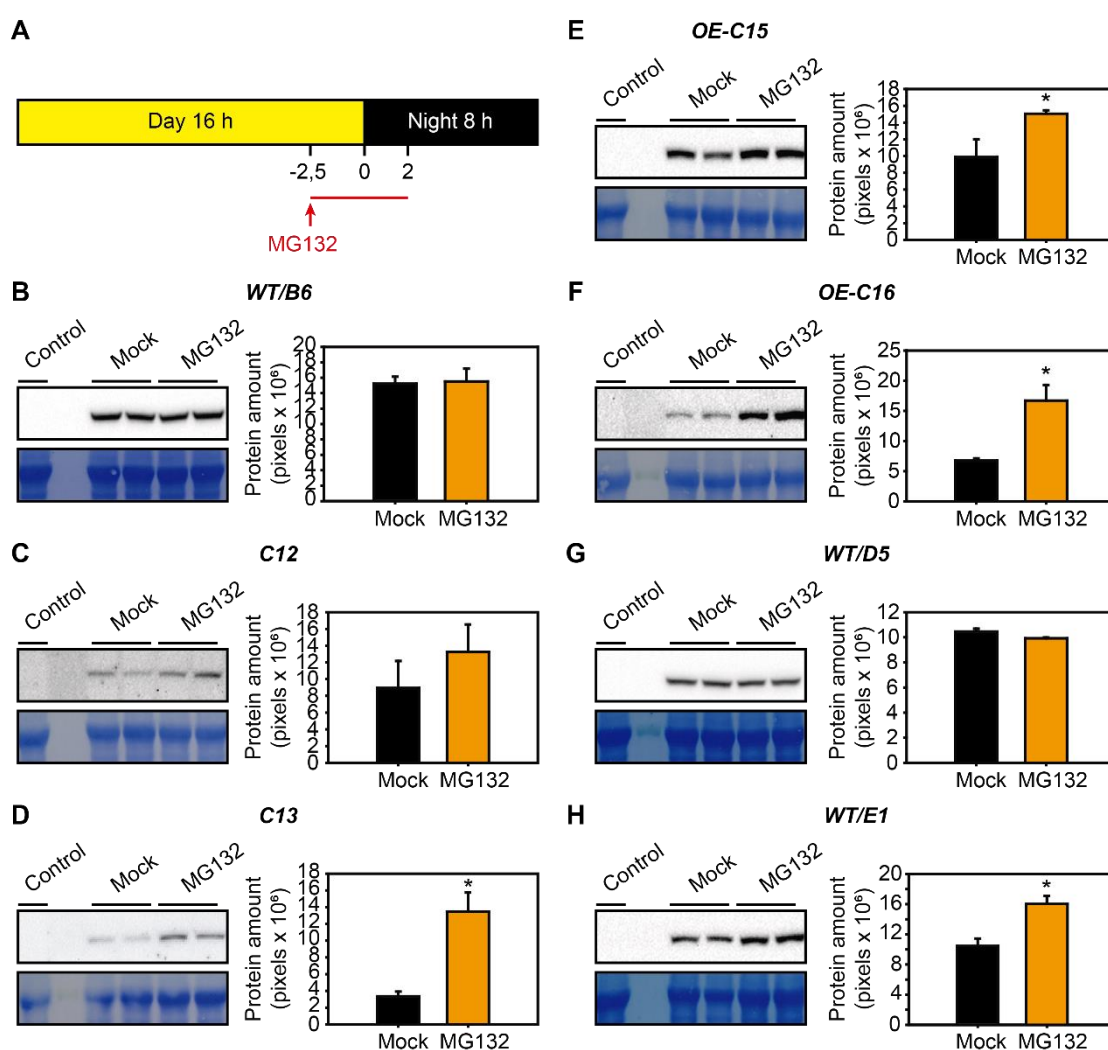 A
Day 16 h
Night 8 h
-2,5
0
2
MG132
B
WT/B6
Control
Mock
MG132
Protein amount
(pixels x 10⁶)
20
18
16
14
12
10
8
6
4
2
0
Mock
MG132
C
C12
Control
Mock
MG132
Protein amount
(pixels x 10⁶)
18
16
14
12
10
8
6
4
2
0
Mock
MG132
D
C13
Control
Mock
MG132
Protein amount
(pixels x 10⁶)
18
16
14
12
10
8
6
4
2
0
*
Mock
MG132
E
OE-C15
Control
Mock
MG132
Protein amount
(pixels x 10⁶)
18
16
14
12
10
8
6
4
2
0
*
Mock
MG132
F
OE-C16
Control
Mock
MG132
Protein amount
(pixels x 10⁶)
25
20
15
10
5
0
*
Mock
MG132
G
WT/D5
Control
Mock
MG132
Protein amount
(pixels x 10⁶)
12
10
8
6
4
2
0
Mock
MG132
H
WT/E1
Control
Mock
MG132
Protein amount
(pixels x 10⁶)
20
18
16
14
12
10
8
6
4
2
0
*
Mock
MG132